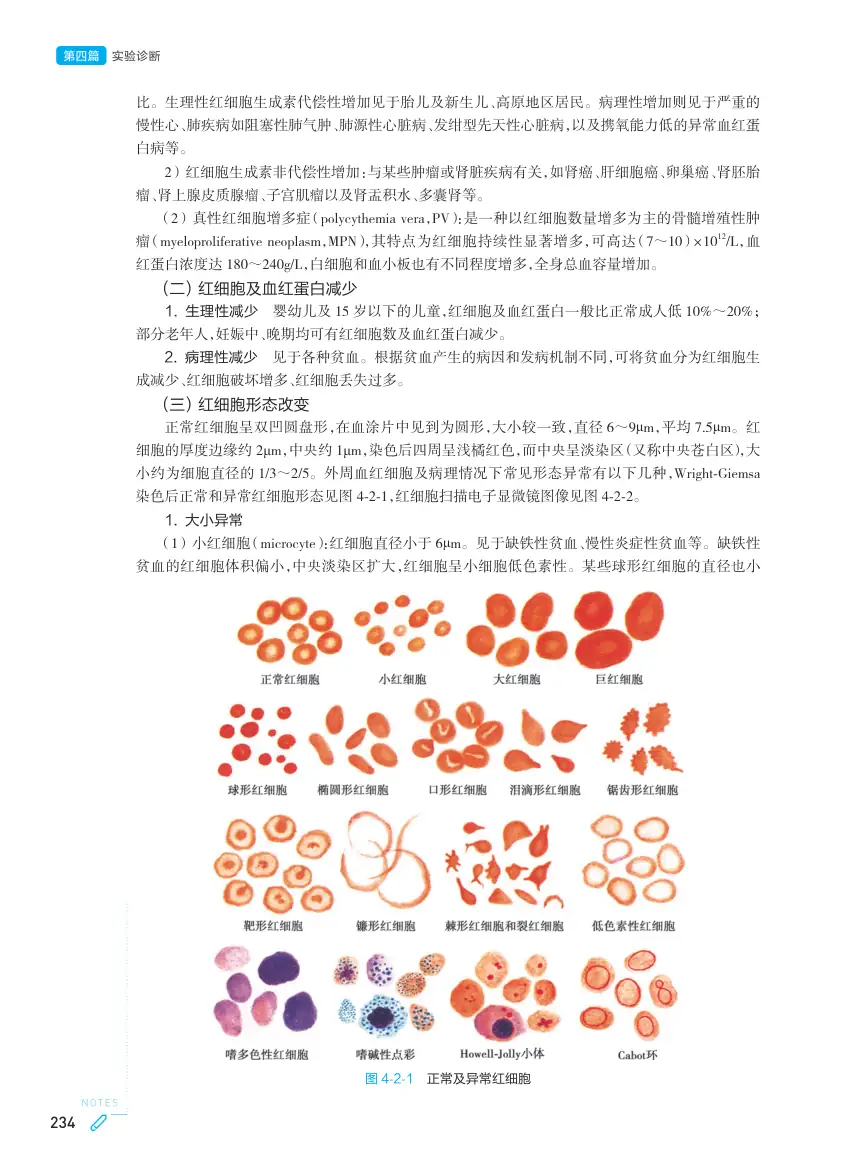 第四篇 实验诊断
比。生理性红细胞生成素代偿性增加见于胎儿及新生儿、高原地区居民。病理性增加则见于严重的
慢性心、肺疾病如阻塞性肺气肿、肺源性心脏病、发绀型先天性心脏病,以及携氧能力低的异常血红蛋
白病等。
2)红细胞生成素非代偿性增加:与某些肿瘤或肾脏疾病有关,如肾癌、肝细胞癌、卵巢癌、肾胚胎
瘤、肾上腺皮质腺瘤、子宫肌瘤以及肾盂积水、多囊肾等。
(2)真性红细胞增多症(polycythemia vera,PV):是一种以红细胞数量增多为主的骨髓增殖性肿
瘤(myeloproliferative neoplasm,MPN),其特点为红细胞持续性显著增多,可高达(7~10)×10¹²/L,血
红蛋白浓度达 180~240g/L,白细胞和血小板也有不同程度增多,全身总血容量增加。
(二)红细胞及血红蛋白减少
1. 生理性减少 婴幼儿及 15 岁以下的儿童,红细胞及血红蛋白一般比正常成人低 10%~20%;
部分老年人,妊娠中、晚期均可有红细胞数及血红蛋白减少。
2. 病理性减少 见于各种贫血。根据贫血产生的病因和发病机制不同,可将贫血分为红细胞生
成减少、红细胞破坏增多、红细胞丢失过多。
(三)红细胞形态改变
正常红细胞呈双凹圆盘形,在血涂片中见到为圆形,大小较一致,直径 6~9μm,平均 7.5μm。红
细胞的厚度边缘约 2μm,中央约 1μm,染色后四周呈浅橘红色,而中央呈淡染区(又称中央苍白区),大
小约为细胞直径的 1/3~2/5。外周血红细胞及病理情况下常见形态异常有以下几种,Wright-Giemsa
染色后正常和异常红细胞形态见图 4-2-1,红细胞扫描电子显微镜图像见图 4-2-2。
1. 大小异常
(1)小红细胞(microcyte):红细胞直径小于 6μm。见于缺铁性贫血、慢性炎症性贫血等。缺铁性
贫血的红细胞体积偏小,中央淡染区扩大,红细胞呈小细胞低色素性。某些球形红细胞的直径也小
正常红细胞 小红细胞 大红细胞 巨红细胞
球形红细胞 椭圆形红细胞 口形红细胞 泪滴形红细胞 锯齿形红细胞
靶形红细胞 镰形红细胞 棘形红细胞和裂红细胞 低色素性红细胞
嗜多色性红细胞 嗜碱性点彩 Howell-Jolly小体 Cabot环
图 4-2-1 正常及异常红细胞
NOTES
234